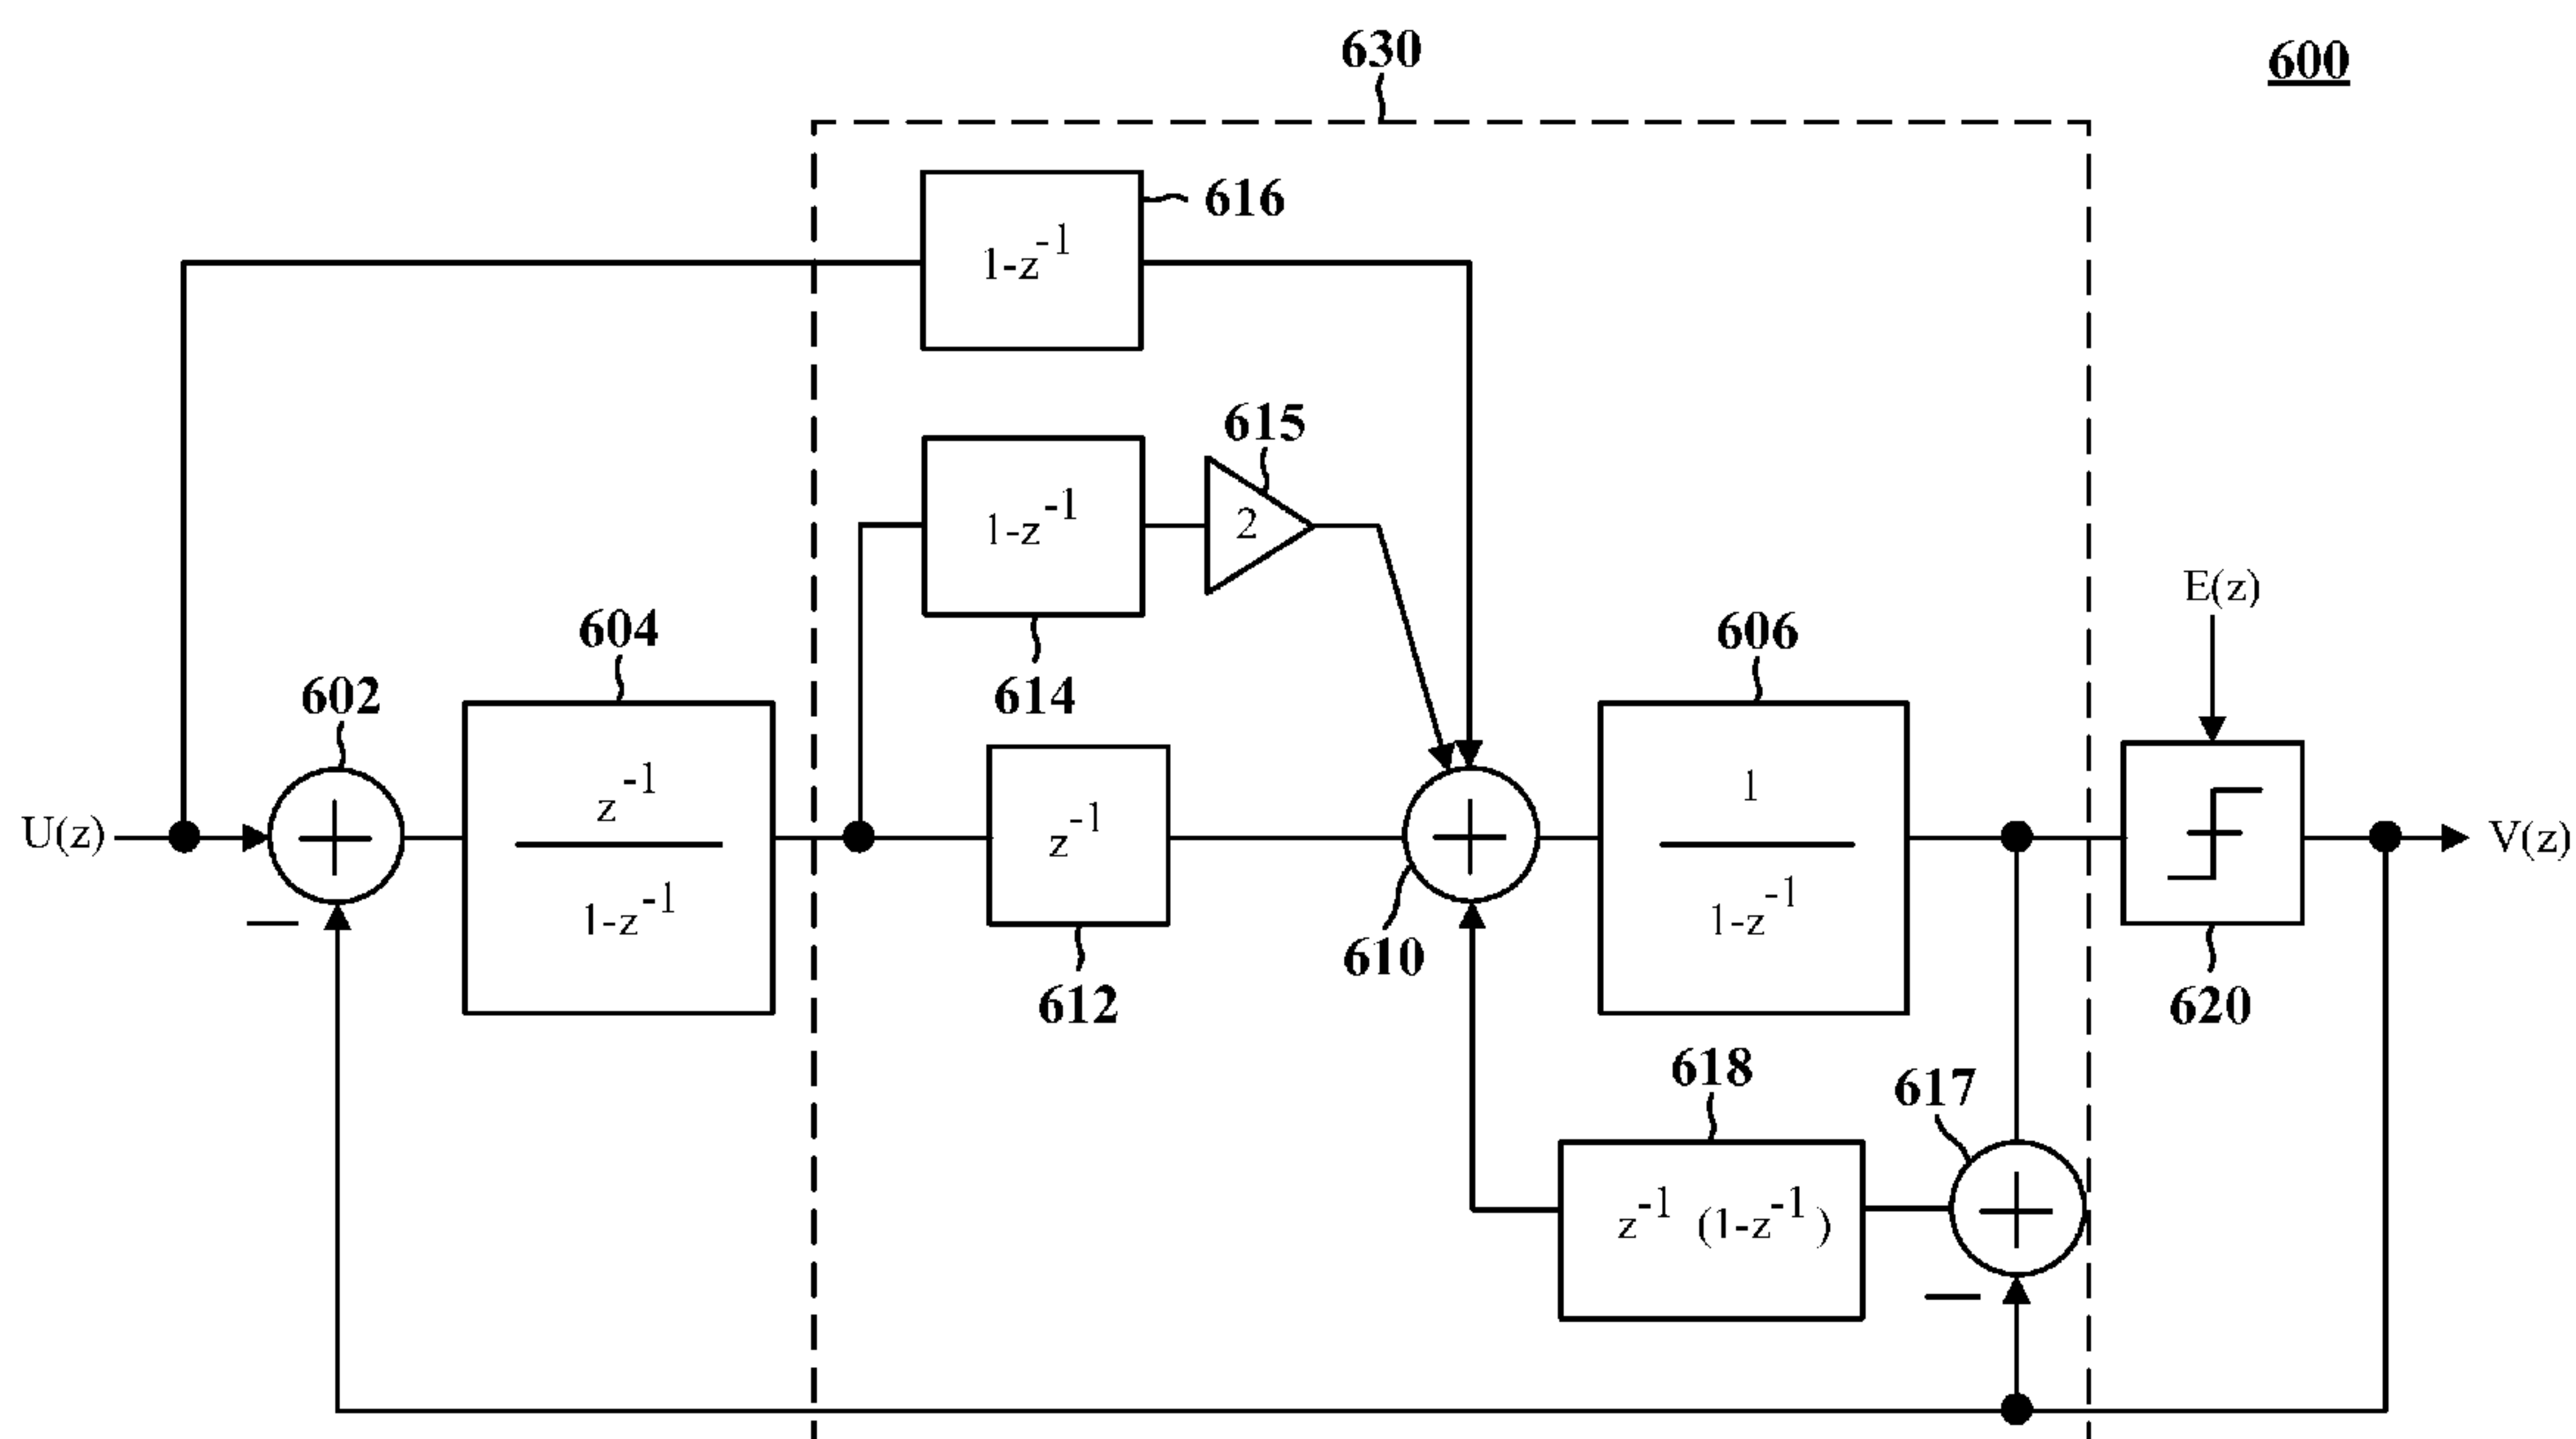 630
600
616
1-z^-1
615
1-z^-1
2
E(z)
604
606
602
614
z^-1
1-z^-1
z^-1
1
1-z^-1
U(z)
+
+
V(z)
—
610
612
620
618
617
z^-1 (1-z^-1)
+
—